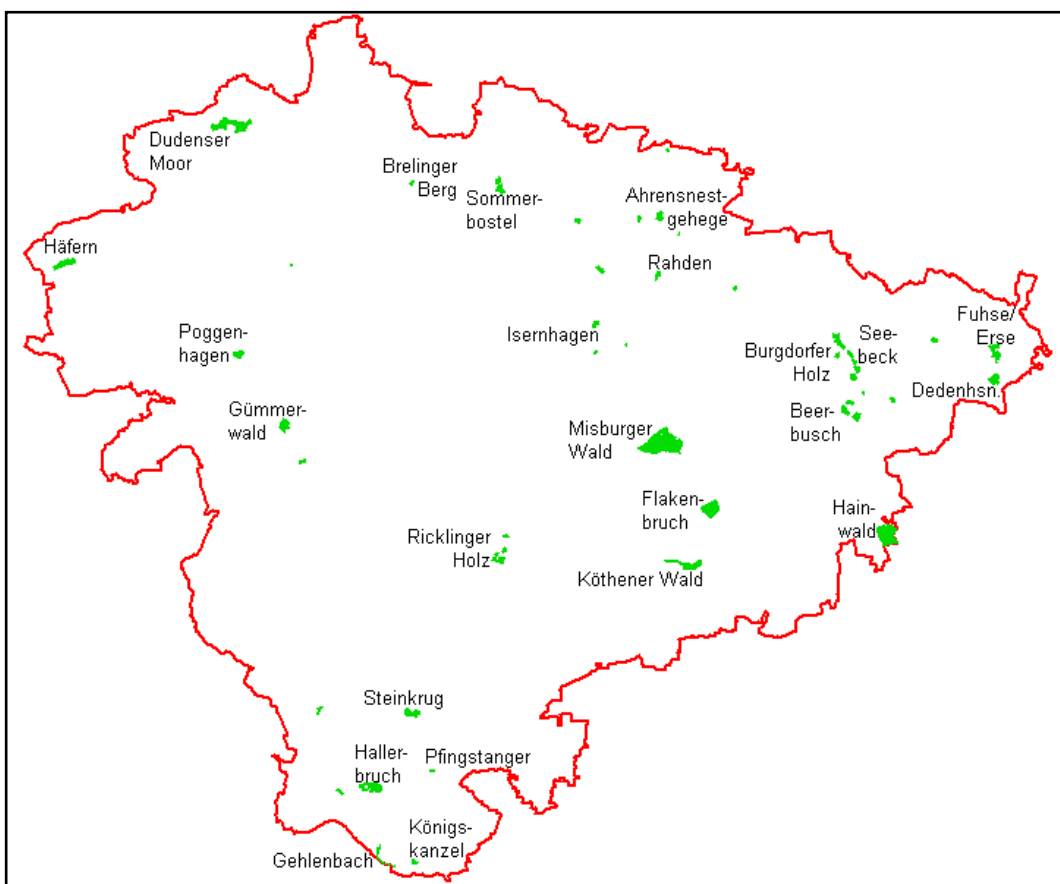 Dudenser
Moor
Brelinger
Berg
Sommer-
bostel
Ahrensnest-
gehege
Häfern
Rahden
Poggen-
hagen
Isernhagen
Burgdorfer
Holz
See-
beck
Fuhse/
Erse
Dedenhsn.
Gümmer-
wald
Beer-
busch
Misburger
Wald
Flaken-
bruch
Hain-
wald
Ricklinger
Holz
Köthener Wald
Steinkrug
Haller-
bruch
Pfingstanger
Königs-
kanzel
Gehlenbach